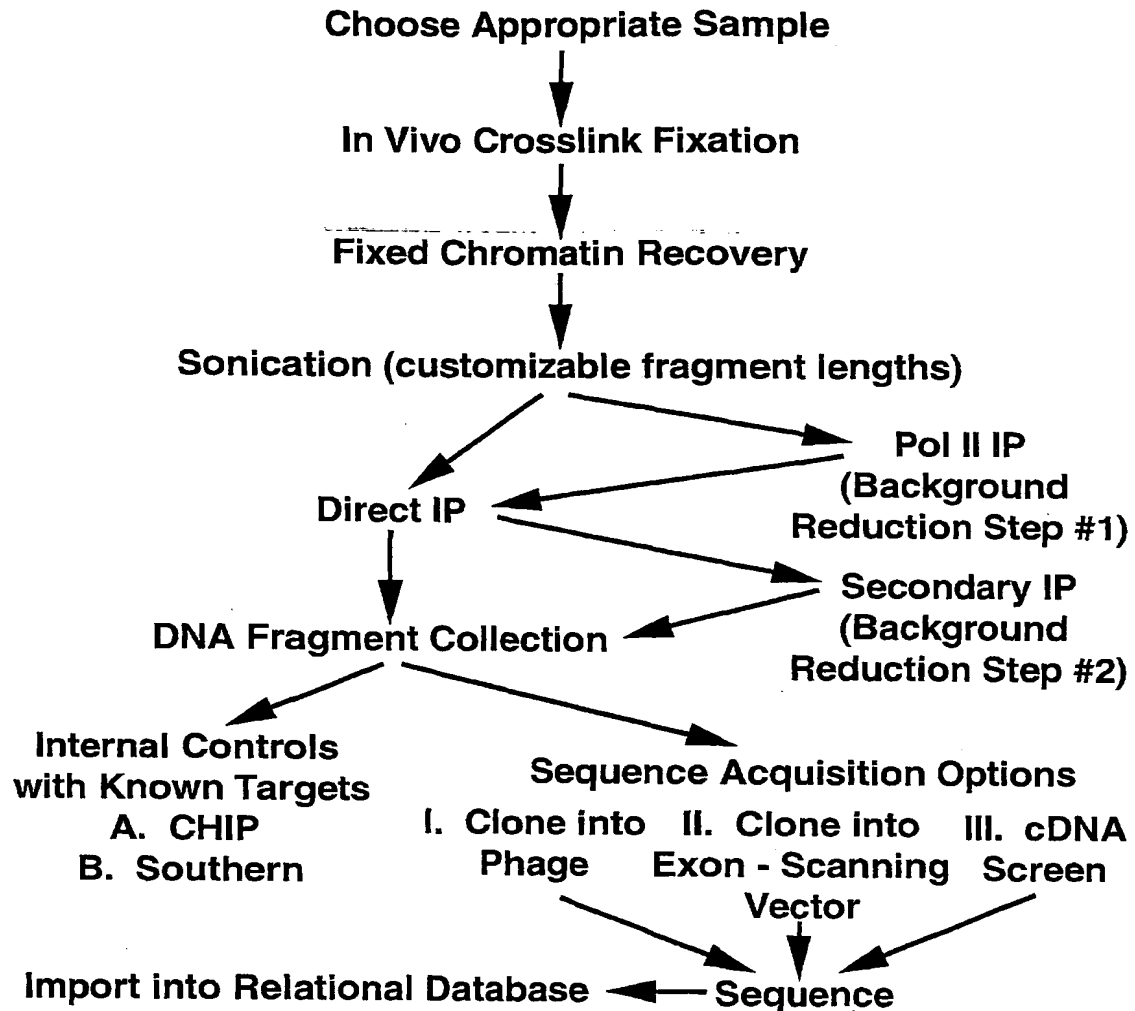 Choose Appropriate Sample
In Vivo Crosslink Fixation
Fixed Chromatin Recovery
Sonication (customizable fragment lengths)
Pol II IP
(Background
Reduction Step #1)
Direct IP
Secondary IP
(Background
Reduction Step #2)
DNA Fragment Collection
Internal Controls
with Known Targets
A. CHIP
B. Southern
Sequence Acquisition Options
I. Clone into
Phage
II. Clone into
Exon - Scanning
Vector
III. cDNA
Screen
Sequence
Import into Relational Database